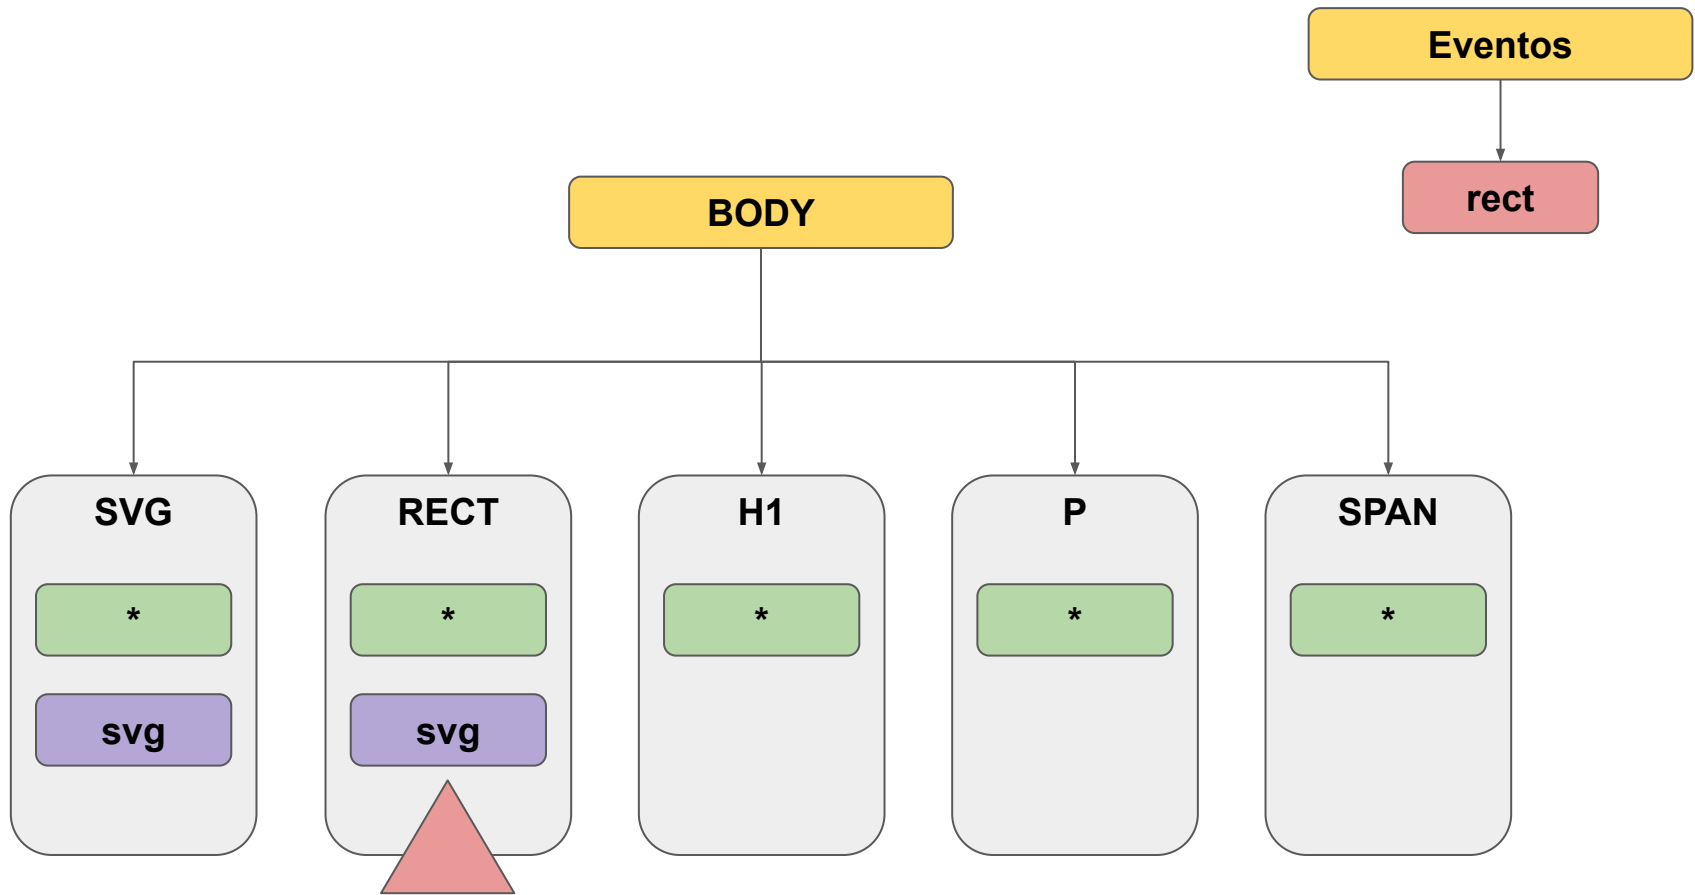 Eventos
rect
BODY
SVG
RECT
H1
P
SPAN
*
*
*
*
*
svg
svg